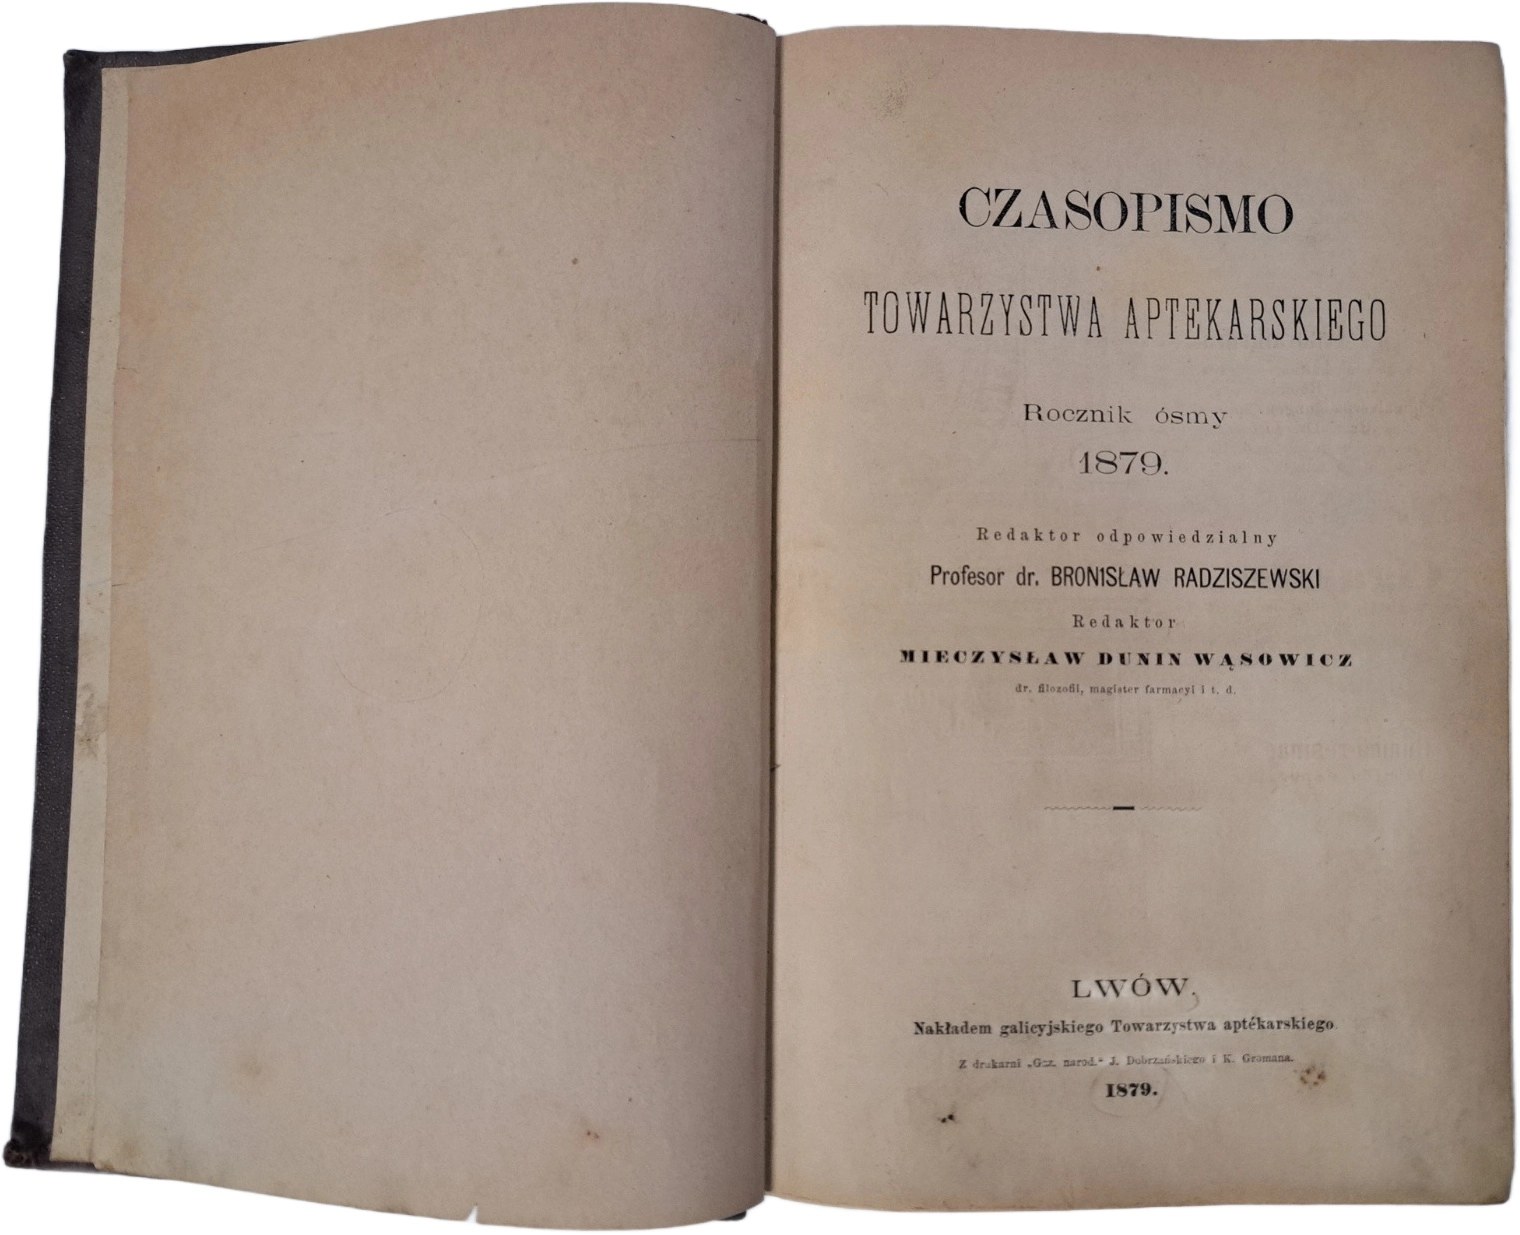 CZASOPISMO
TOWARZYSTWA APTEKARSKIEGO
Rocznik ósmy
1879.
Redaktor odpowiedzialny
Profesor dr. BRONISŁAW RADZISZEWSKI
Redaktor
MIECZYSŁAW DUNIN WĄSOWICZ
dr. filozofii, magister farmacyi i t. d.
LWÓW.
Nakładem galicyjskiego Towarzystwa aptékarskiego
Z drukarni „Gaz. narod.“ J. Dobrzańskiego i K. Gromana.
1879.